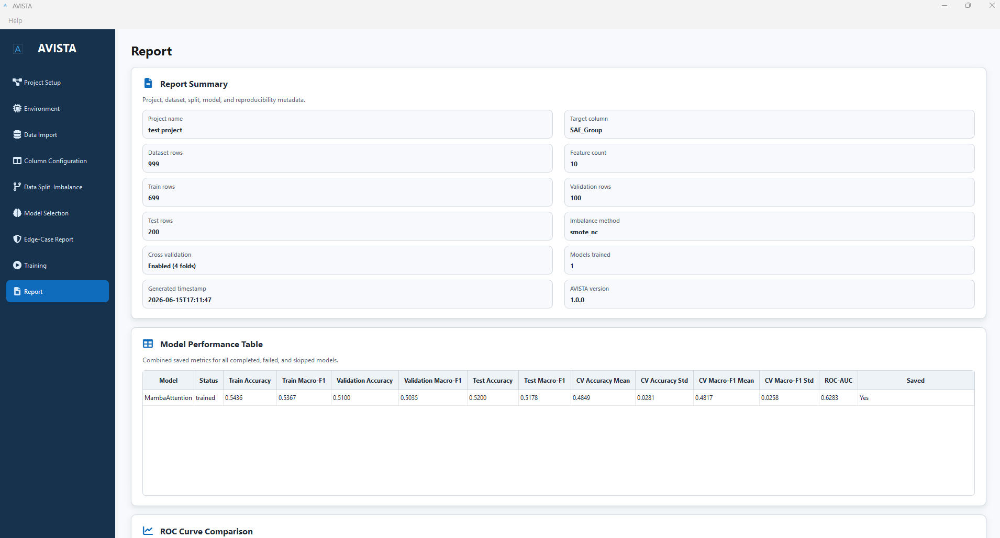 AVISTA
Help
A AVISTA
Project Setup
Environment
Data Import
Column Configuration
Data Split  Imbalance
Model Selection
Edge-Case Report
Training
Report
Report
Report Summary
Project, dataset, split, model, and reproducibility metadata.
Project name
test project
Target column
SAE_Group
Dataset rows
999
Feature count
10
Train rows
699
Validation rows
100
Test rows
200
Imbalance method
smote_nc
Cross validation
Enabled (4 folds)
Models trained
1
Generated timestamp
2026-06-15T17:11:47
AVISTA version
1.0.0
Model Performance Table
Combined saved metrics for all completed, failed, and skipped models.
Model Status Train Accuracy Train Macro-F1 Validation Accuracy Validation Macro-F1 Test Accuracy Test Macro-F1 CV Accuracy Mean CV Accuracy Std CV Macro-F1 Mean CV Macro-F1 Std ROC-AUC Saved
MambaAttention trained 0.5436 0.5367 0.5100 0.5035 0.5200 0.5178 0.4849 0.0281 0.4817 0.0258 0.6283 Yes
ROC Curve Comparison